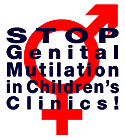 STOP
Genital
Mutilation
in Children's
Clinics!